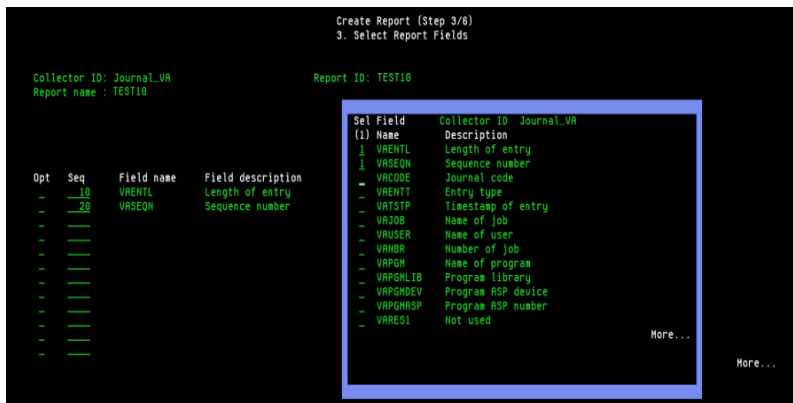 Create Report (Step 3/6)
3. Select Report Fields
Collector ID: Journal_VA Report ID: TEST10
Report name : TEST10
Opt Seq Field name Field description
_ 10 VAENTL Length of entry
_ 20 VASEQN Sequence number
Sel Field Collector ID Journal_VA
(1) Name Description
1 VAENTL Length of entry
1 VASEQN Sequence number
_ VACODE Journal code
_ VAENTT Entry type
_ VATSTP Timestamp of entry
_ VAJOB Name of job
_ VAUSER Name of user
_ VANBR Number of job
_ VAPGM Name of program
_ VAPGMLIB Program library
_ VAPGMDEV Program ASP device
_ VAPGMASP Program ASP number
_ VARES1 Not used
More...
More...